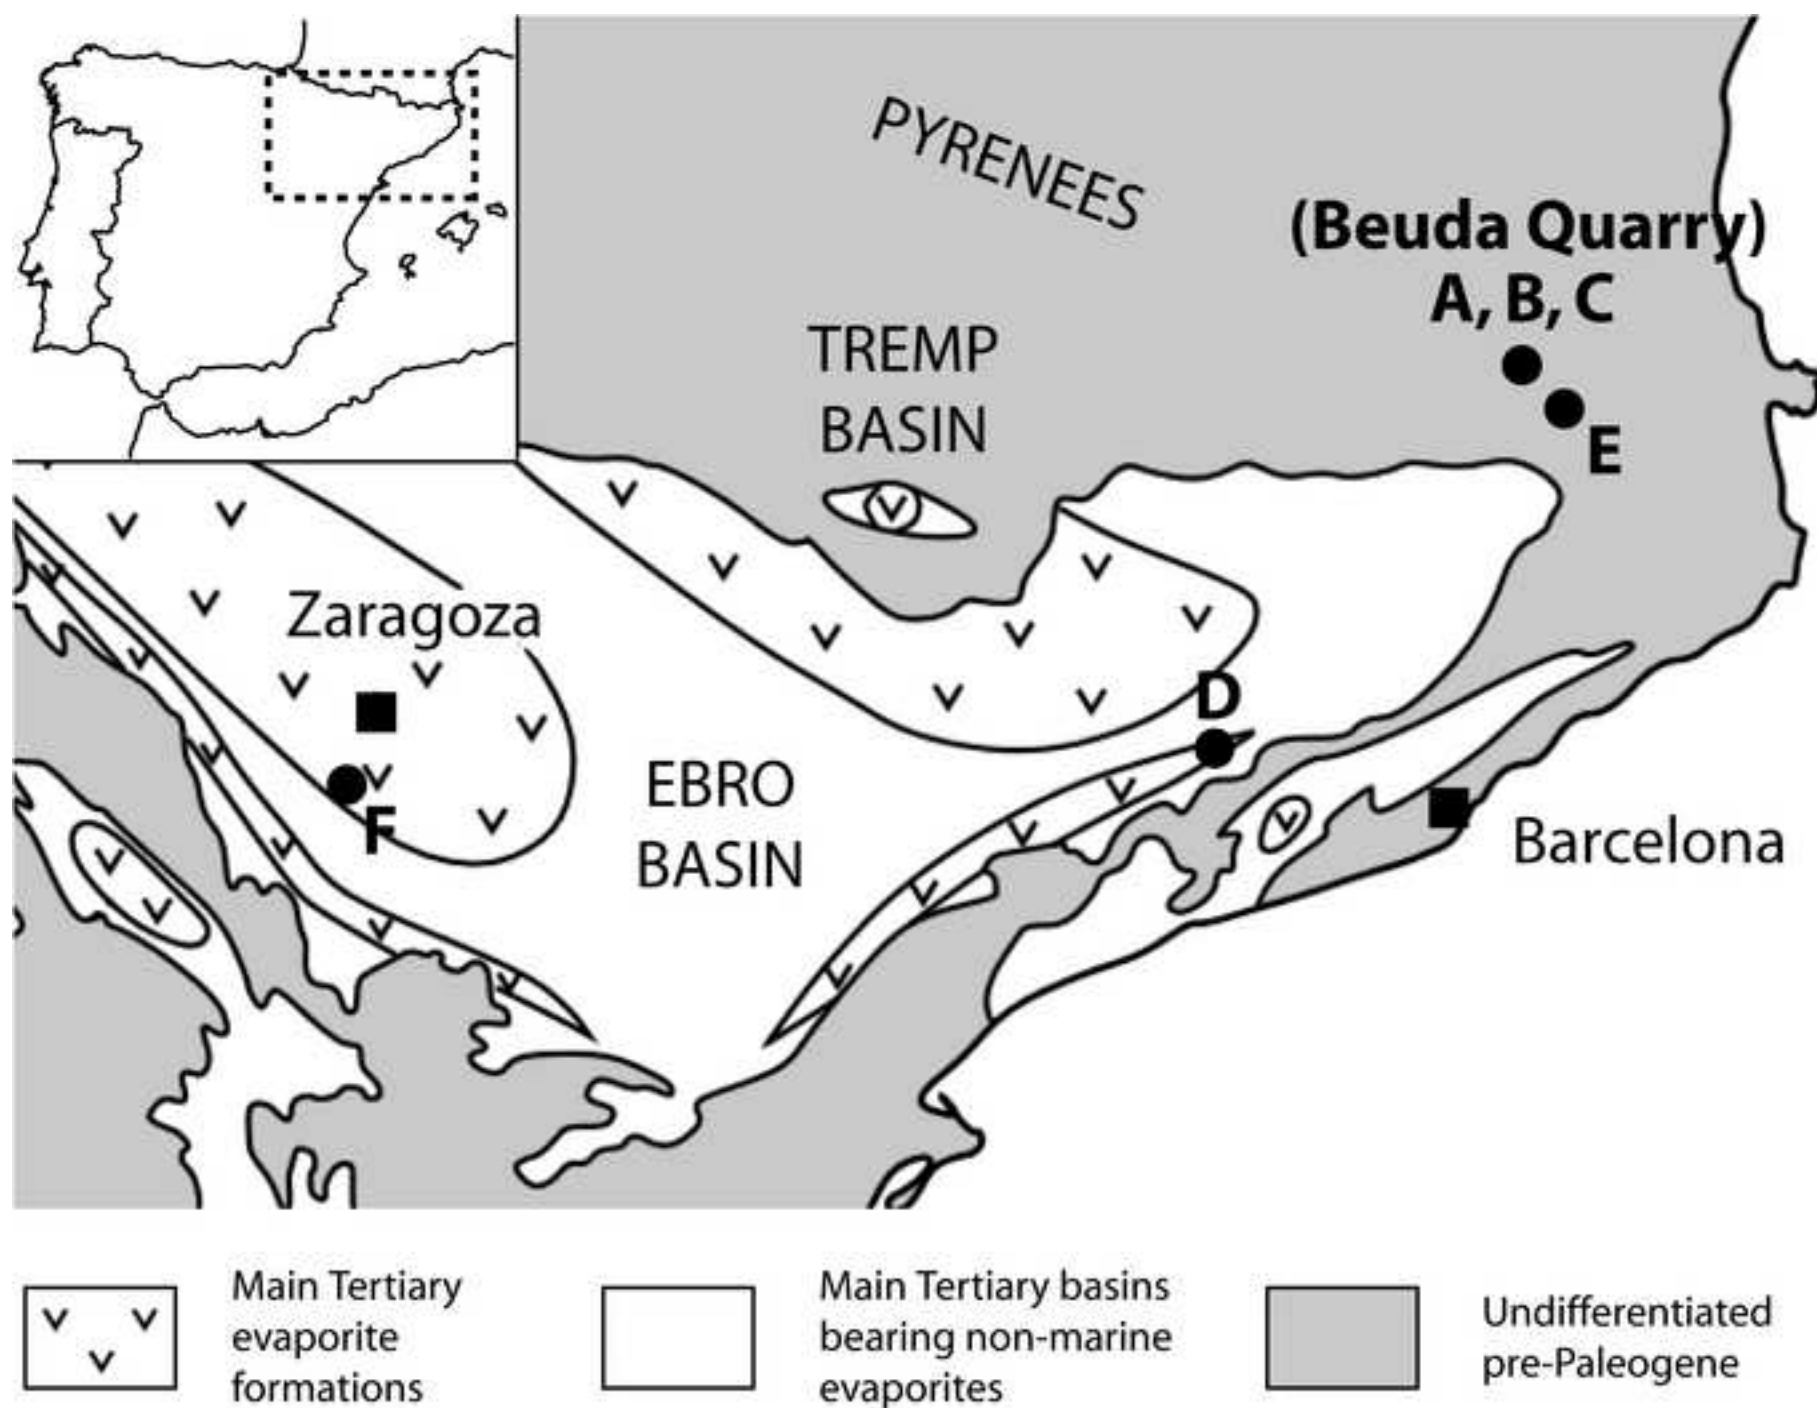 PYRENEES
(Beuda Quarry)
A, B, C
E
TREMP
BASIN
Zaragoza
D
F
EBRO
BASIN
Barcelona
Main Tertiary
evaporite
formations
Main Tertiary basins
bearing non-marine
evaporites
Undifferentiated
pre-Paleogene